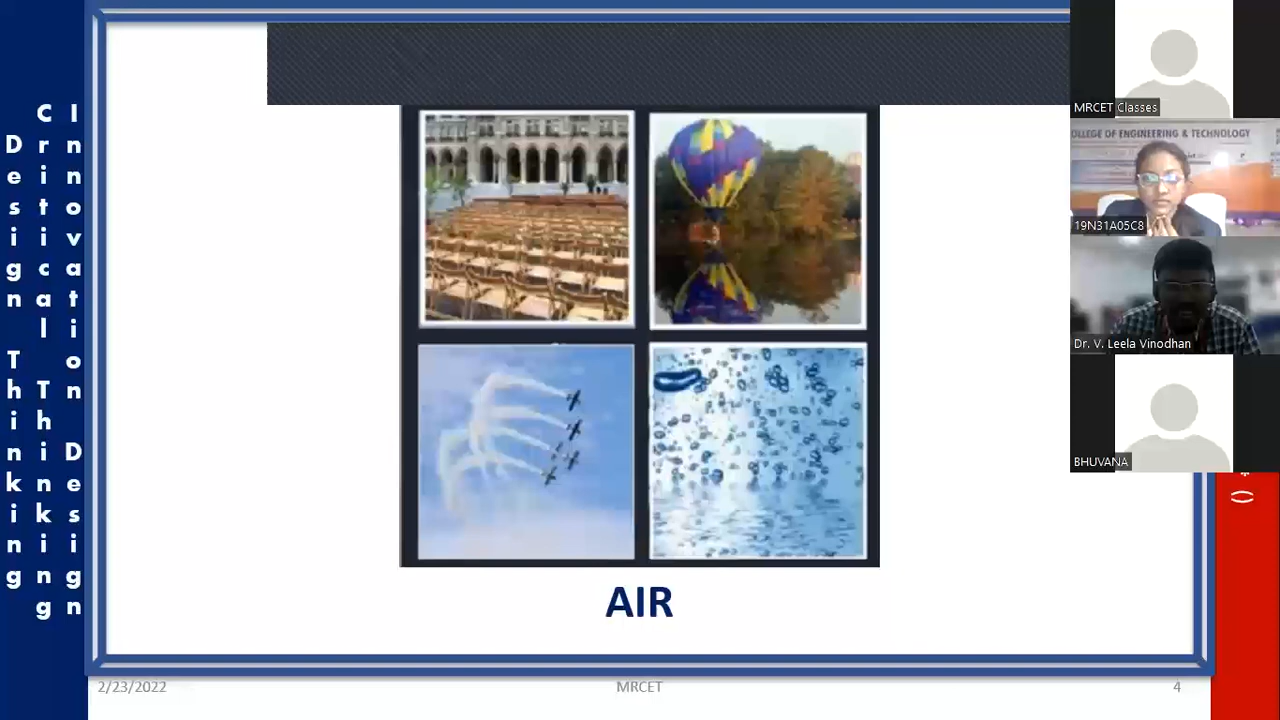 Design Thinking
Critical Thinking
Innovation Design
AIR
2/23/2022
MRCET
4
MRCET Classes
COLLEGE OF ENGINEERING & TECHNOLOGY
19N31A05C8
Dr. V. Leela Vinodhan
BHUVANA